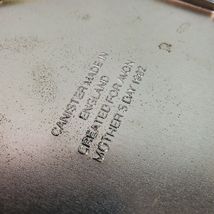 CANISTER MADE IN
ENGLAND
CREATED FOR AVON
MOTHER'S DAY 1982